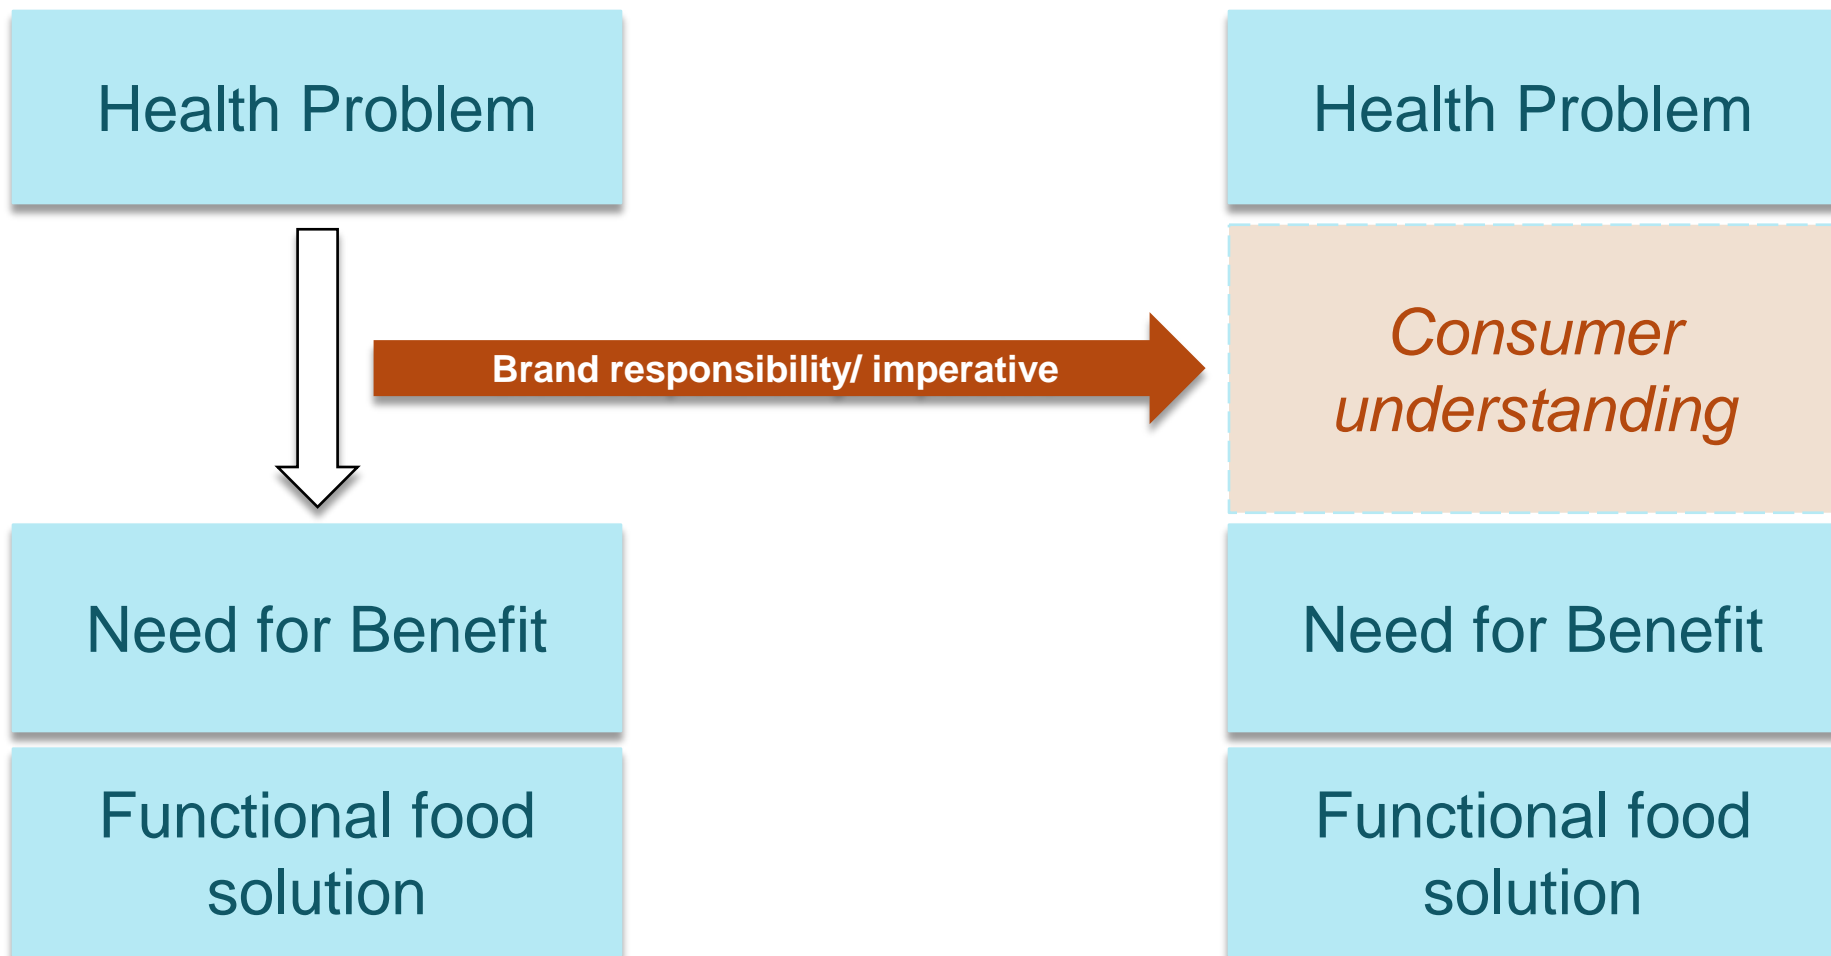 Health Problem
Brand responsibility/ imperative
Need for Benefit
Functional food
solution
Health Problem
Consumer
understanding
Need for Benefit
Functional food
solution